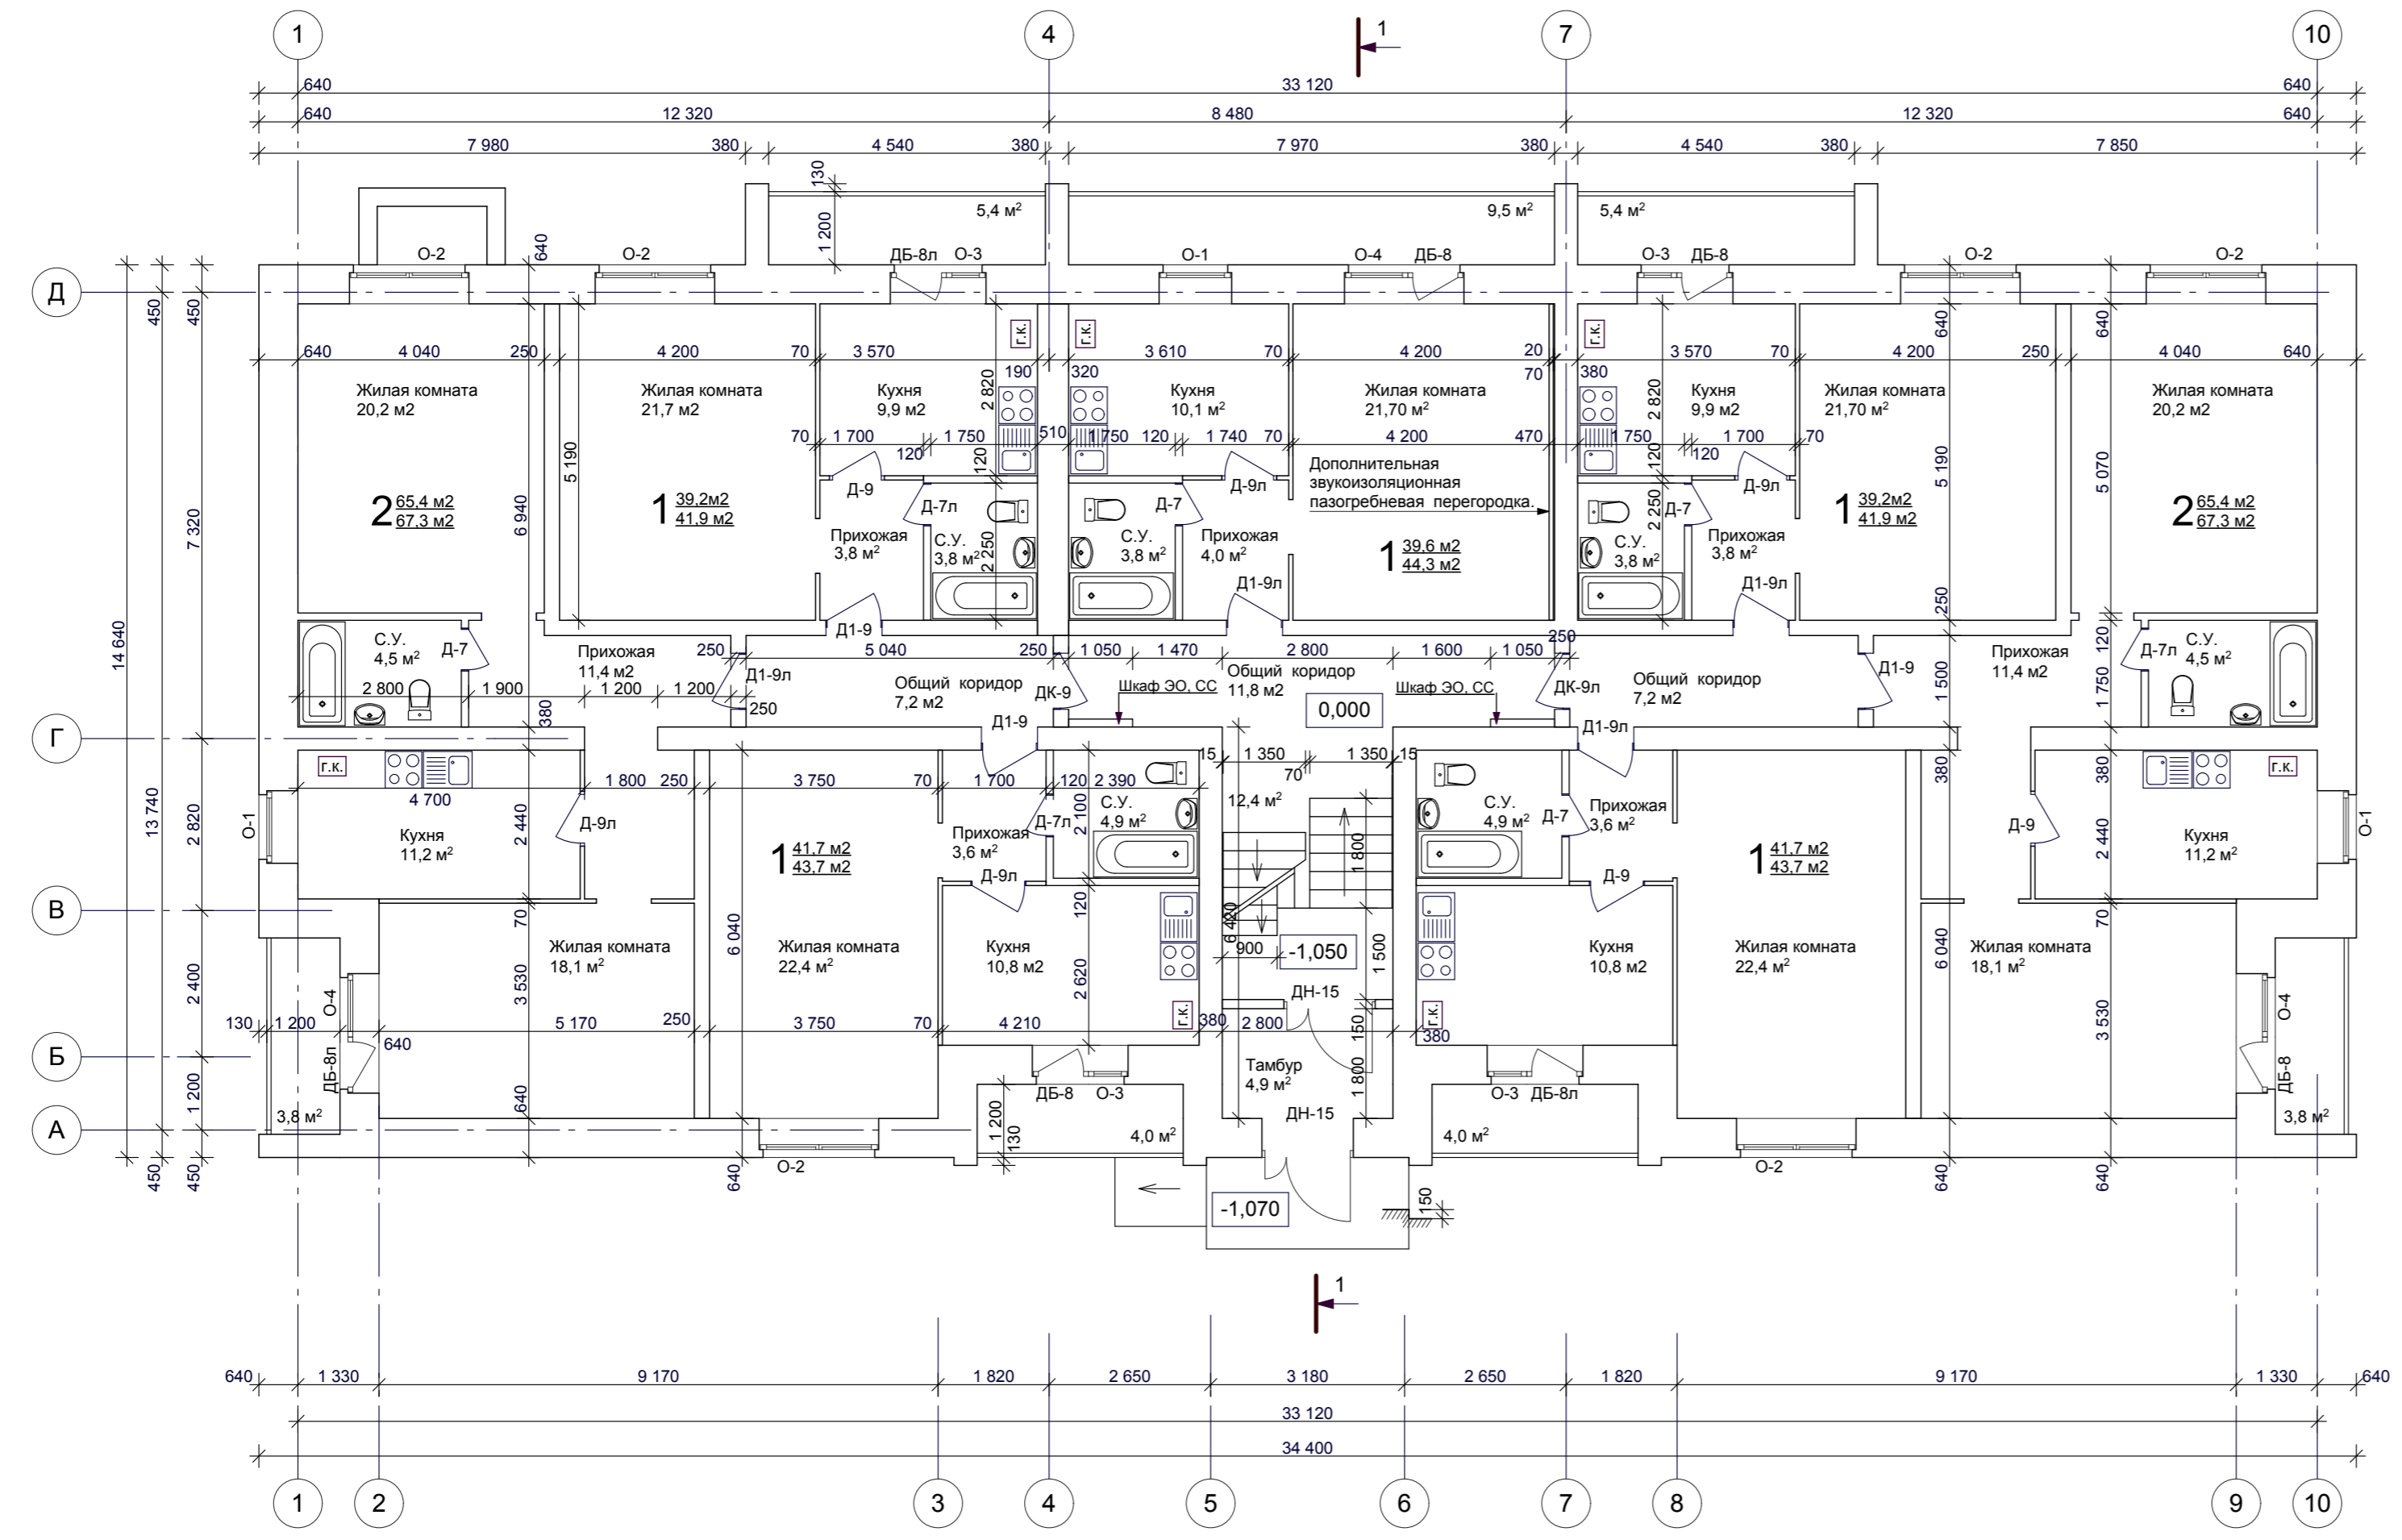 1 4 7 10
1
640 33 120 640
640 12 320 8 480 12 320 640
7 980 380 4 540 380 7 970 380 4 540 380 7 850
130
1 200
5,4 м² 9,5 м² 5,4 м²
640
О-2 О-2 ДБ-8л О-3 О-1 О-4 ДБ-8 О-3 ДБ-8 О-2 О-2
Д
450 450
640 640
г.к. г.к. г.к.
640 4 040 250 4 200 70 3 570 3 610 70 4 200 20 3 570 70 4 200 250 4 040 640
190 320 70 380
2 820 2 820
Жилая комната
20,2 м2
Жилая комната
21,7 м2
Кухня
9,9 м2
Кухня
10,1 м²
Жилая комната
21,70 м²
Кухня
9,9 м2
Жилая комната
21,70 м²
Жилая комната
20,2 м2
70 1 700 1 750 510 1 750 120 1 740 70 4 200 470 1 750 1 700 70
120 120
120 120
5 190 5 190
5 070
6 940
Дополнительная
звукоизоляционная
пазогребневая перегородка.
Д-9 Д-9л Д-9л
Д-7л Д-7 Д-7
2 65,4 м2
67,3 м2
1 39,2м2
41,9 м2
1 39,6 м2
44,3 м2
1 39,2м2
41,9 м2
2 65,4 м2
67,3 м2
7 320
14 640
Прихожая
3,8 м²
С.У.
3,8 м²
2 250
С.У.
3,8 м²
Прихожая
4,0 м²
2 250
С.У.
3,8 м²
Прихожая
3,8 м²
Д1-9л Д1-9л
Д1-9
250
250 120
С.У.
4,5 м²
Д-7
Прихожая
11,4 м2
250 5 040 250 1 050 1 470 2 800 1 600 1 050
Д1-9л
Общий коридор
7,2 м2
ДК-9
Шкаф ЭО, СС
Общий коридор
11,8 м2
Шкаф ЭО, СС
ДК-9л
Общий коридор
7,2 м2
Д1-9
Прихожая
11,4 м2
Д-7л
С.У.
4,5 м²
1 500 1 750
2 800 1 900 1 200 1 200
250
0,000
380
Д1-9 Д1-9л
Г
15 1 350 1 350 15
70
г.к. г.к.
380 380
1 800 250 3 750 70 1 700 120 2 390
4 700
12,4 м²
2 100
С.У.
4,9 м²
С.У.
4,9 м²
Прихожая
3,6 м²
13 740
2 820
О-1
О-1
Кухня
11,2 м²
2 440
Д-9л
Прихожая
3,6 м²
Д-7л Д-7
Д-9
2 440
Кухня
11,2 м²
1 800
1 41,7 м2
43,7 м2
1 41,7 м2
43,7 м2
Д-9л Д-9
В
70 120 70
6 420
6 040 6 040
Жилая комната
18,1 м²
Жилая комната
22,4 м²
Кухня
10,8 м2
900
-1,050
1 500
Кухня
10,8 м2
Жилая комната
22,4 м²
Жилая комната
18,1 м²
2 400
3 530 2 620 3 530
О-4 О-4
ДН-15
г.к. г.к.
130 1 200 5 170 250 3 750 70 4 210 380 2 800 150 380
640
Б
ДБ-8л ДБ-8
Тамбур
4,9 м²
1 800
1 200
640
ДБ-8 О-3 О-3 ДБ-8л
ДН-15
3,8 м² 3,8 м²
А
1 200
130
4,0 м² 4,0 м²
450 450
О-2 О-2
640 640 640
-1,070
150
1
640 1 330 9 170 1 820 2 650 3 180 2 650 1 820 9 170 1 330 640
33 120
34 400
1 2 3 4 5 6 7 8 9 10